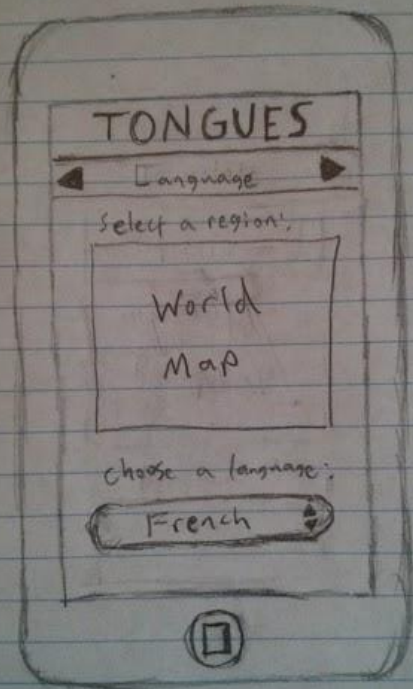 TONGUES
Language
Select a region:
World
Map
choose a language:
French